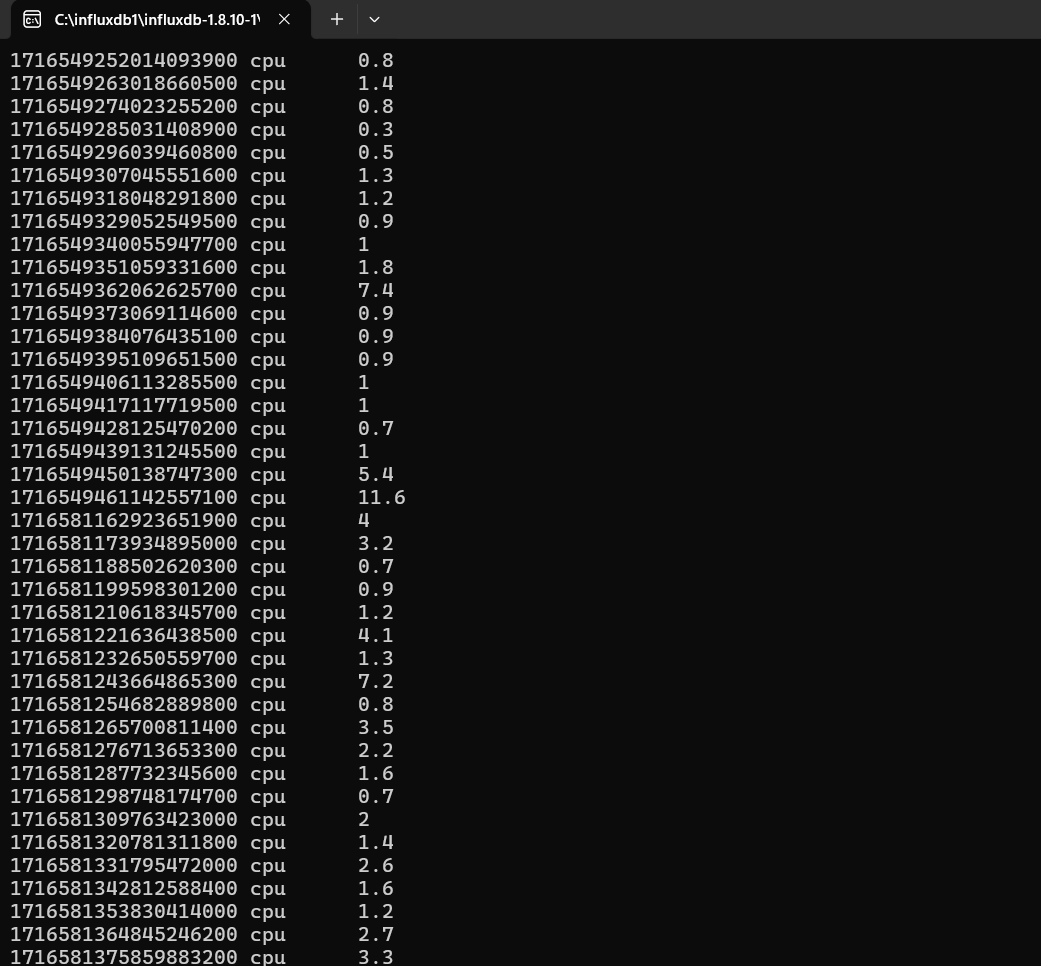 C:\influxdb1\influxdb-1.8.10-1\
1716549252014093900 cpu 0.8
1716549263018660500 cpu 1.4
1716549274023255200 cpu 0.8
1716549285031408900 cpu 0.3
1716549296039460800 cpu 0.5
1716549307045551600 cpu 1.3
1716549318048291800 cpu 1.2
1716549329052549500 cpu 0.9
1716549340055947700 cpu 1
1716549351059331600 cpu 1.8
1716549362062625700 cpu 7.4
1716549373069114600 cpu 0.9
1716549384076435100 cpu 0.9
1716549395109651500 cpu 0.9
1716549406113285500 cpu 1
1716549417117719500 cpu 1
1716549428125470200 cpu 0.7
1716549439131245500 cpu 1
1716549450138747300 cpu 5.4
1716549461142557100 cpu 11.6
1716581162923651900 cpu 4
1716581173934895000 cpu 3.2
1716581188502620300 cpu 0.7
1716581199598301200 cpu 0.9
1716581210618345700 cpu 1.2
1716581221636438500 cpu 4.1
1716581232650559700 cpu 1.3
1716581243664865300 cpu 7.2
1716581254682889800 cpu 0.8
1716581265700811400 cpu 3.5
1716581276713653300 cpu 2.2
1716581287732345600 cpu 1.6
1716581298748174700 cpu 0.7
1716581309763423000 cpu 2
1716581320781311800 cpu 1.4
1716581331795472000 cpu 2.6
1716581342812588400 cpu 1.6
1716581353830414000 cpu 1.2
1716581364845246200 cpu 2.7
1716581375859883200 cpu 3.3